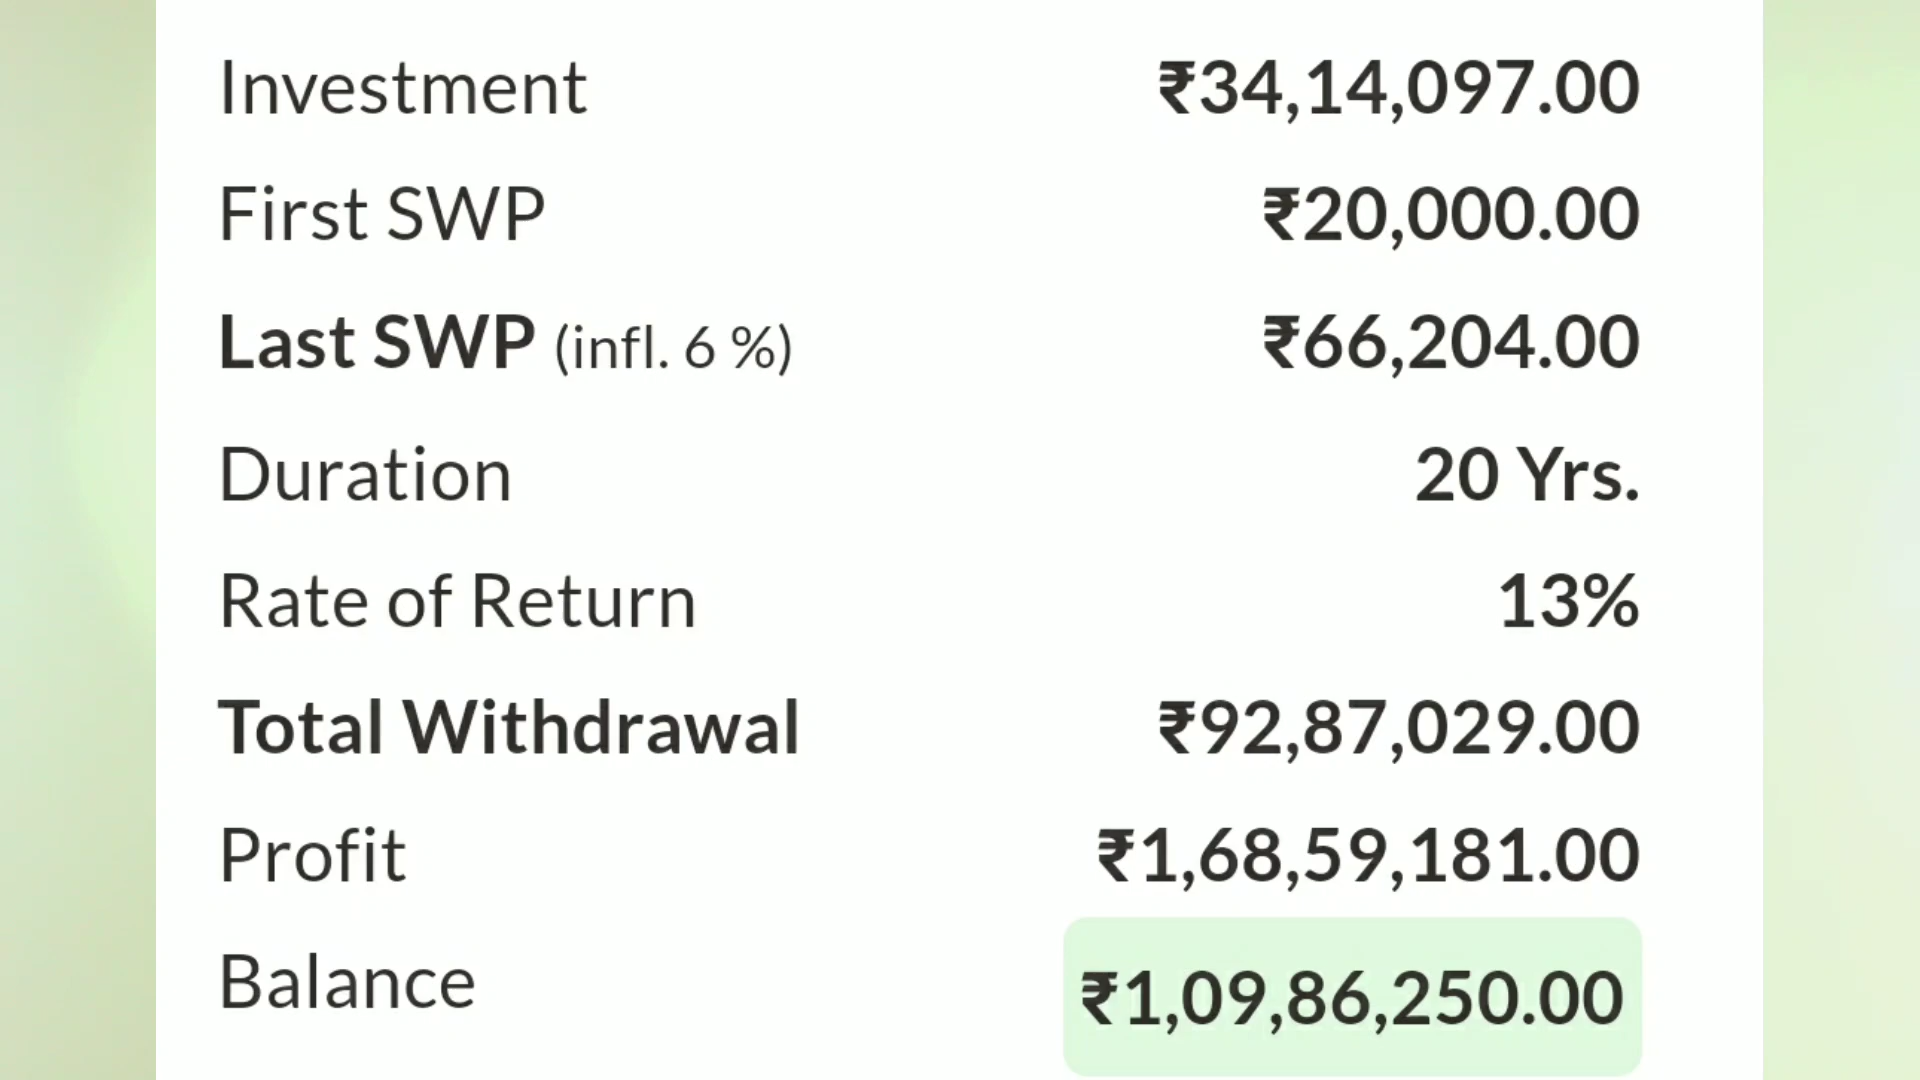 Investment ₹34,14,097.00
First SWP ₹20,000.00
Last SWP (infl. 6 %) ₹66,204.00
Duration 20 Yrs.
Rate of Return 13%
Total Withdrawal ₹92,87,029.00
Profit ₹1,68,59,181.00
Balance ₹1,09,86,250.00